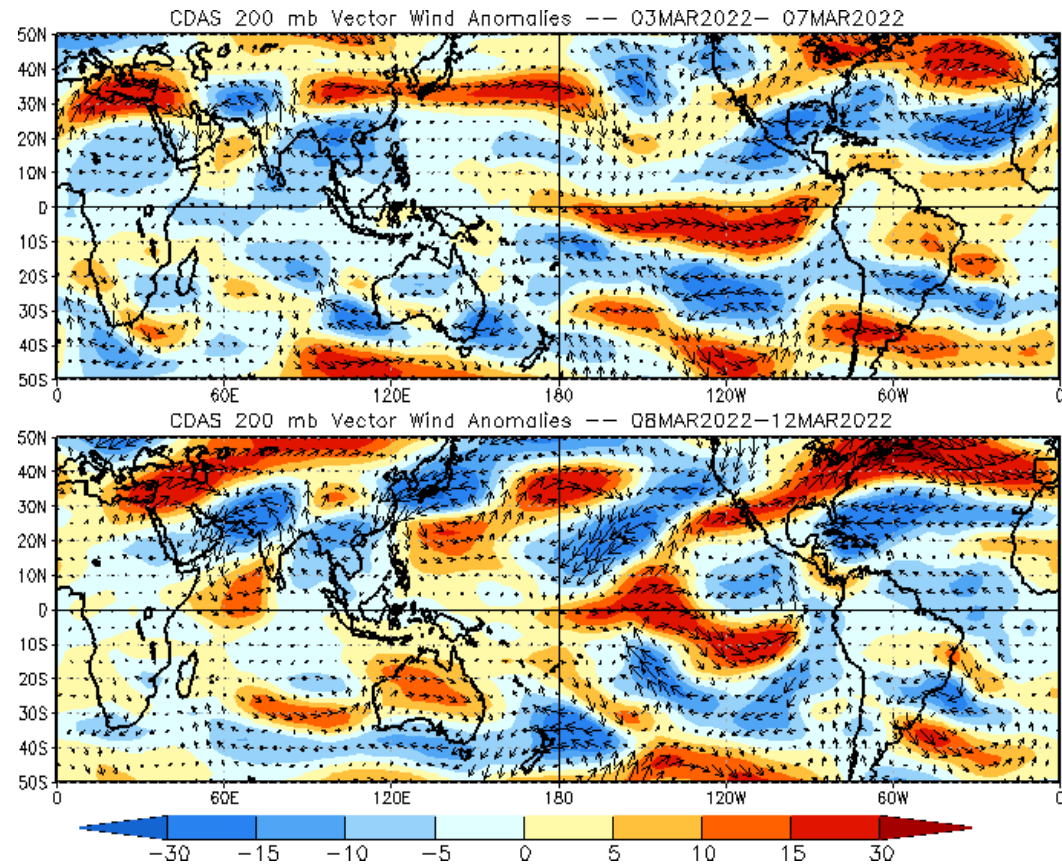 CDAS 200 mb Vector Wind Anomalies -- 03MAR2022- 07MAR2022
50N
40N
30N
20N
10N
0
10S
20S
30S
40S
50S
0 60E 120E 180 120W 60W 0
CDAS 200 mb Vector Wind Anomalies -- 08MAR2022-12MAR2022
50N
40N
30N
20N
10N
0
10S
20S
30S
40S
50S
0 60E 120E 180 120W 60W 0
-30 -15 -10 -5 0 5 10 15 30